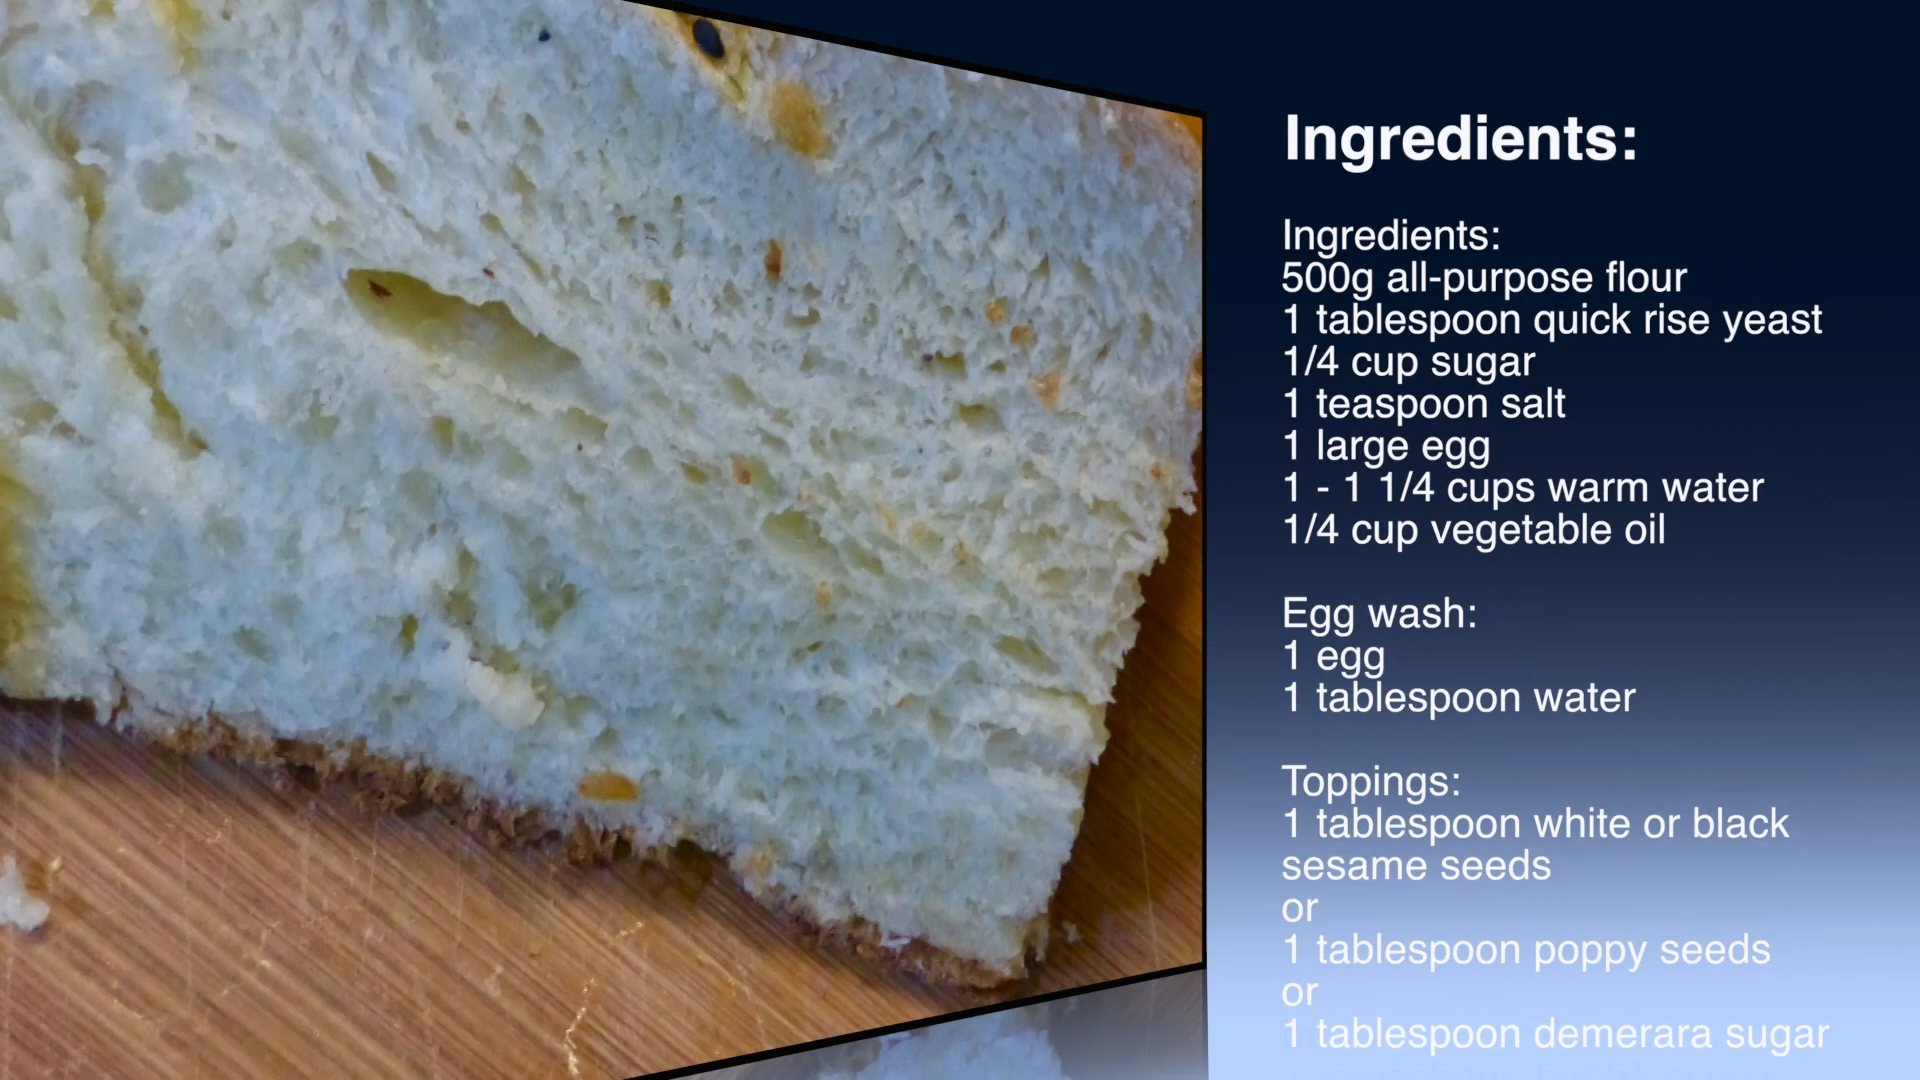 Ingredients:
Ingredients:
500g all-purpose flour
1 tablespoon quick rise yeast
1/4 cup sugar
1 teaspoon salt
1 large egg
1 - 1 1/4 cups warm water
1/4 cup vegetable oil
Egg wash:
1 egg
1 tablespoon water
Toppings:
1 tablespoon white or black
sesame seeds
or
1 tablespoon poppy seeds
or
1 tablespoon demerara sugar